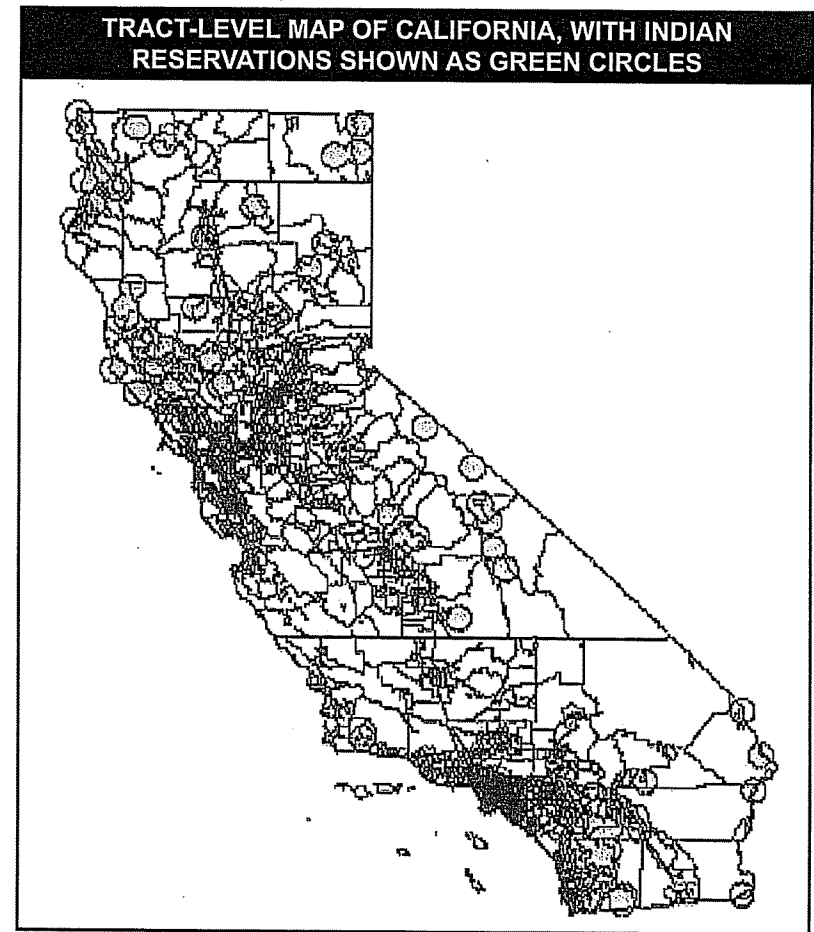 TRACT-LEVEL MAP OF CALIFORNIA, WITH INDIAN
RESERVATIONS SHOWN AS GREEN CIRCLES